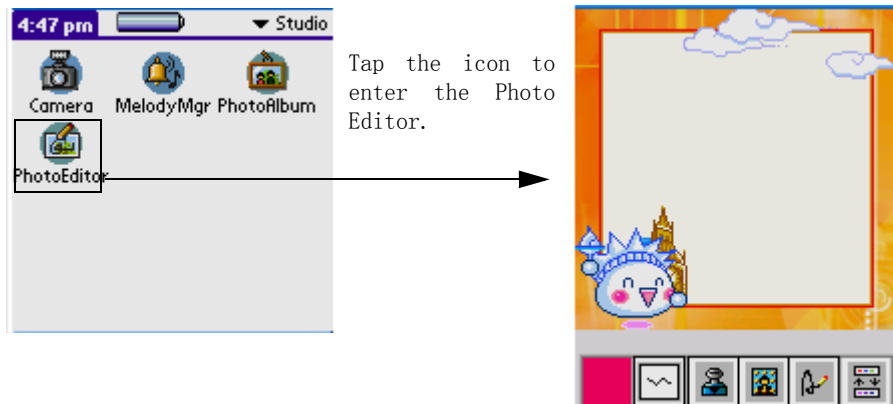 4:47 pm Studio
Camera MelodyMgr PhotoAlbum
PhotoEditor
Tap the icon to
enter the Photo
Editor.